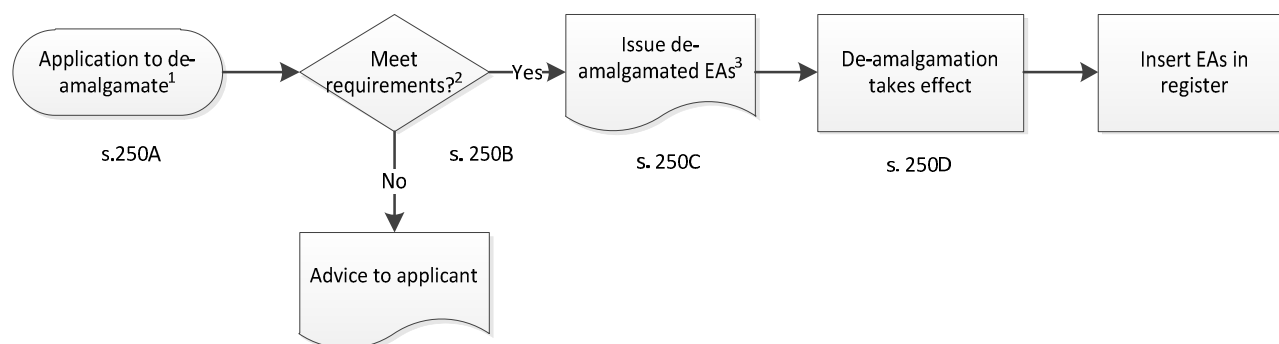 Application to de-
amalgamate¹
s.250A
Meet
requirements?²
s. 250B
Yes
Issue de-
amalgamated EAs³
s. 250C
De-amalgamation
takes effect
s. 250D
Insert EAs in
register
No
Advice to applicant